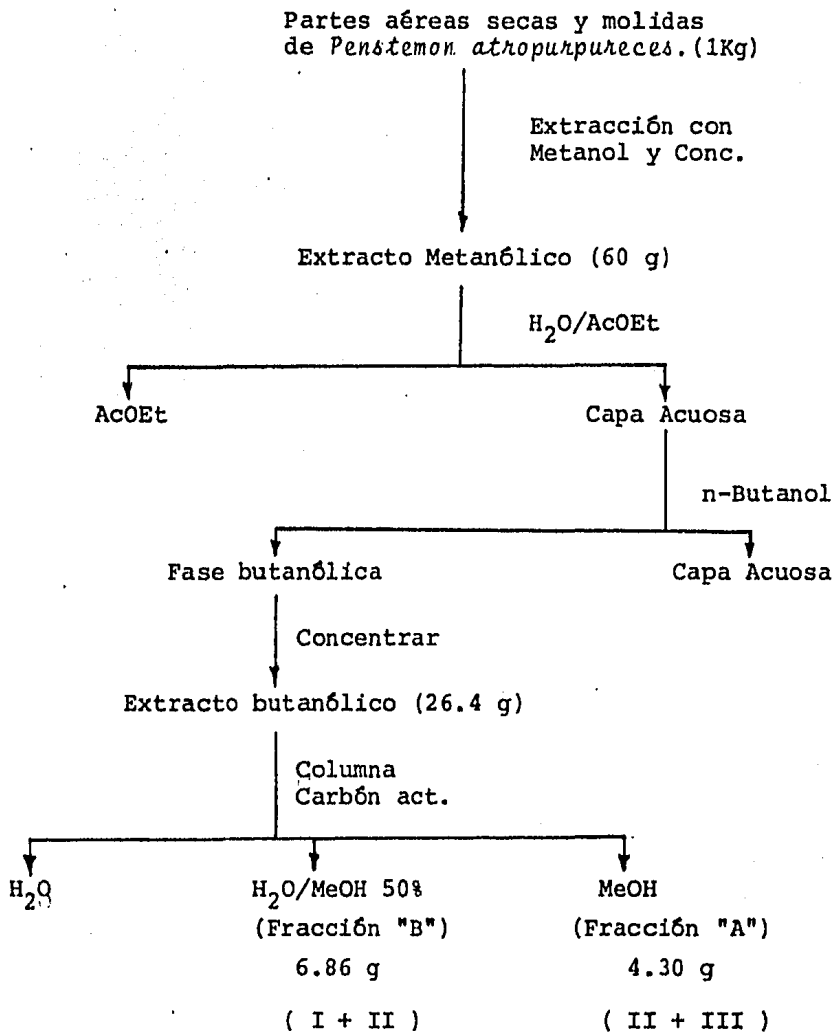 Partes aéreas secas y molidas
de Penstemon atropurpureces.(1Kg)
Extracción con
Metanol y Conc.
Extracto Metanólico (60 g)
H₂O/AcOEt
AcOEt
Capa Acuosa
n-Butanol
Fase butanólica
Capa Acuosa
Concentrar
Extracto butanólico (26.4 g)
Columna
Carbón act.
H₂O
H₂O/MeOH 50%
MeOH
(Fracción "B")
(Fracción "A")
6.86 g
4.30 g
( I + II )
( II + III )